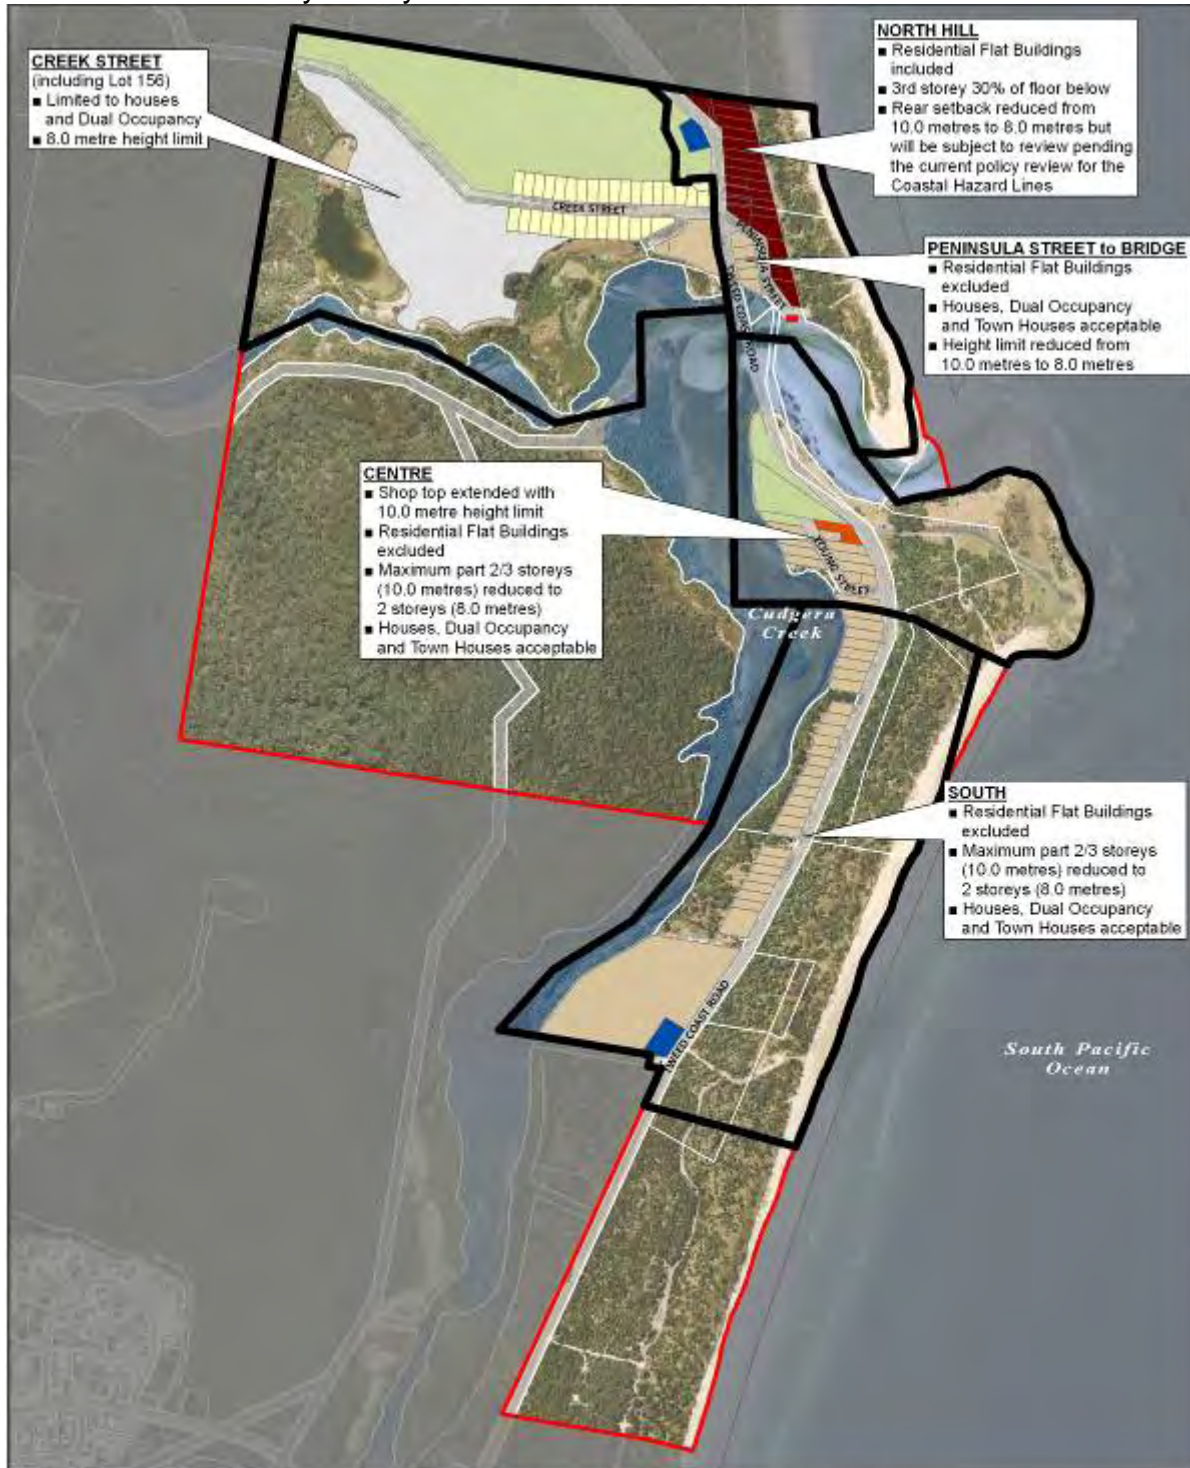 CREEK STREET
(including Lot 156)
■ Limited to houses
and Dual Occupancy
■ 8.0 metre height limit
NORTH HILL
■ Residential Flat Buildings
included
■ 3rd storey 30% of floor below
■ Rear setback reduced from
10.0 metres to 8.0 metres but
will be subject to review pending
the current policy review for the
Coastal Hazard Lines
CREEK STREET
PENINSULA STREET
TWEED COAST ROAD
PENINSULA STREET to BRIDGE
■ Residential Flat Buildings
excluded
■ Houses, Dual Occupancy
and Town Houses acceptable
■ Height limit reduced from
10.0 metres to 8.0 metres
CENTRE
■ Shop top extended with
10.0 metre height limit
■ Residential Flat Buildings
excluded
■ Maximum part 2/3 storeys
(10.0 metres) reduced to
2 storeys (8.0 metres)
■ Houses, Dual Occupancy
and Town Houses acceptable
YOUNG STREET
Cudgera
Creek
SOUTH
■ Residential Flat Buildings
excluded
■ Maximum part 2/3 storeys
(10.0 metres) reduced to
2 storeys (8.0 metres)
■ Houses, Dual Occupancy
and Town Houses acceptable
TWEED COAST ROAD
South Pacific
Ocean